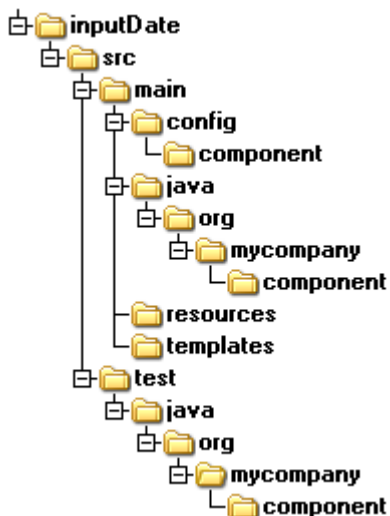 inputDate
src
main
config
component
java
org
mycompany
component
resources
templates
test
java
org
mycompany
component